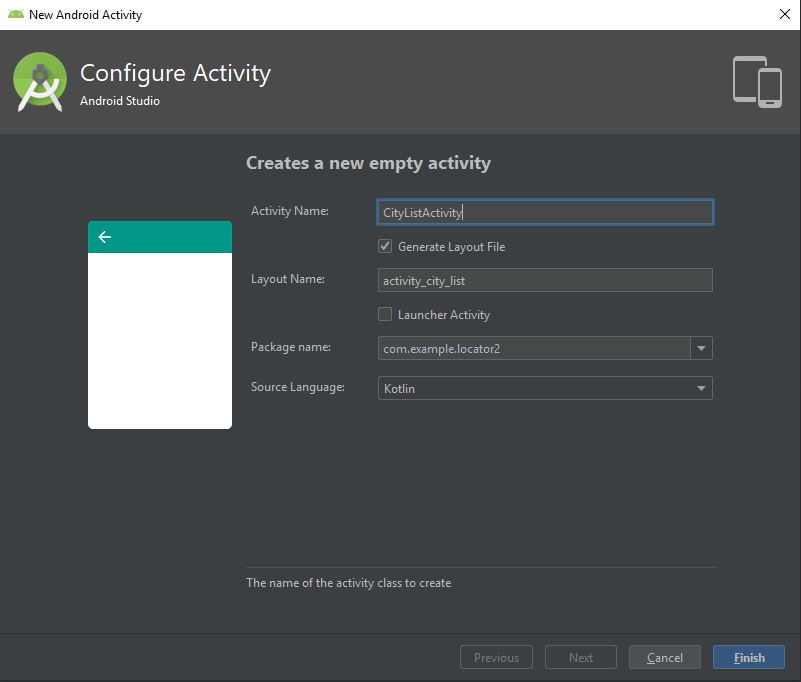 New Android Activity
Configure Activity
Android Studio
Creates a new empty activity
Activity Name: CityListActivity
Generate Layout File
Layout Name: activity_city_list
Launcher Activity
Package name: com.example.locator2
Source Language: Kotlin
The name of the activity class to create
Previous Next Cancel Finish